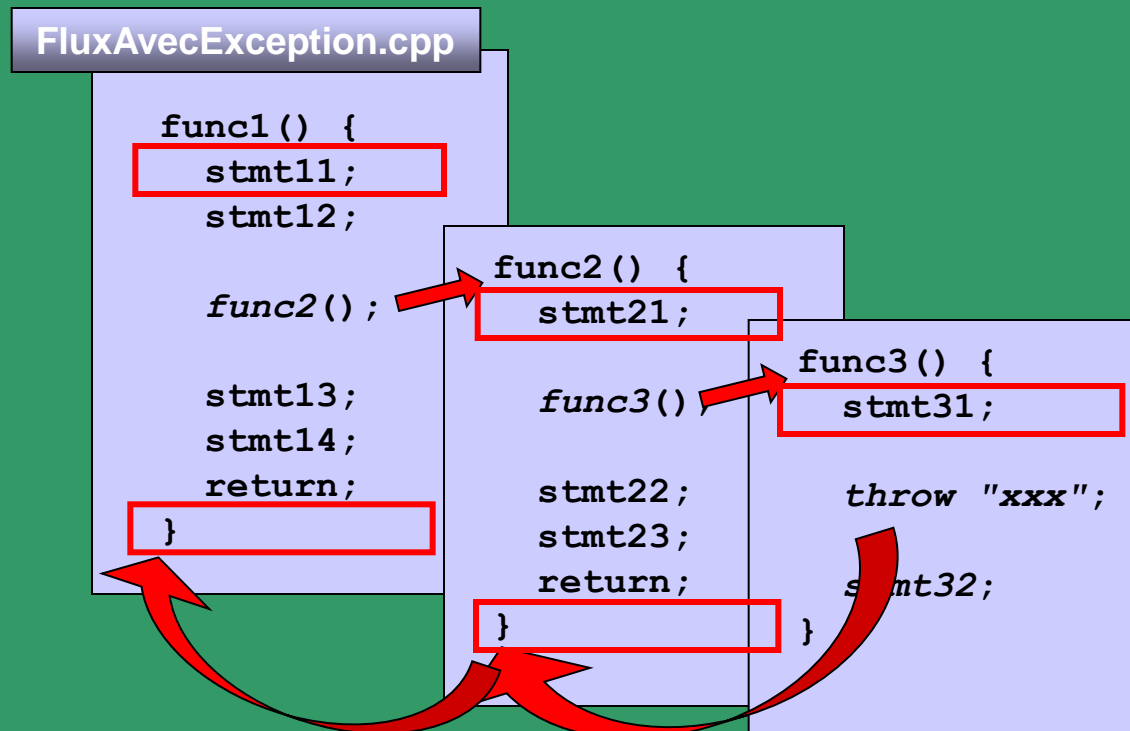 FluxAvecException.cpp
func1() {
stmt11;
stmt12;
func2();
stmt13;
stmt14;
return;
}
func2() {
stmt21;
func3()
stmt22;
stmt23;
return;
}
func3() {
stmt31;
throw "xxx";
stmt32;
}